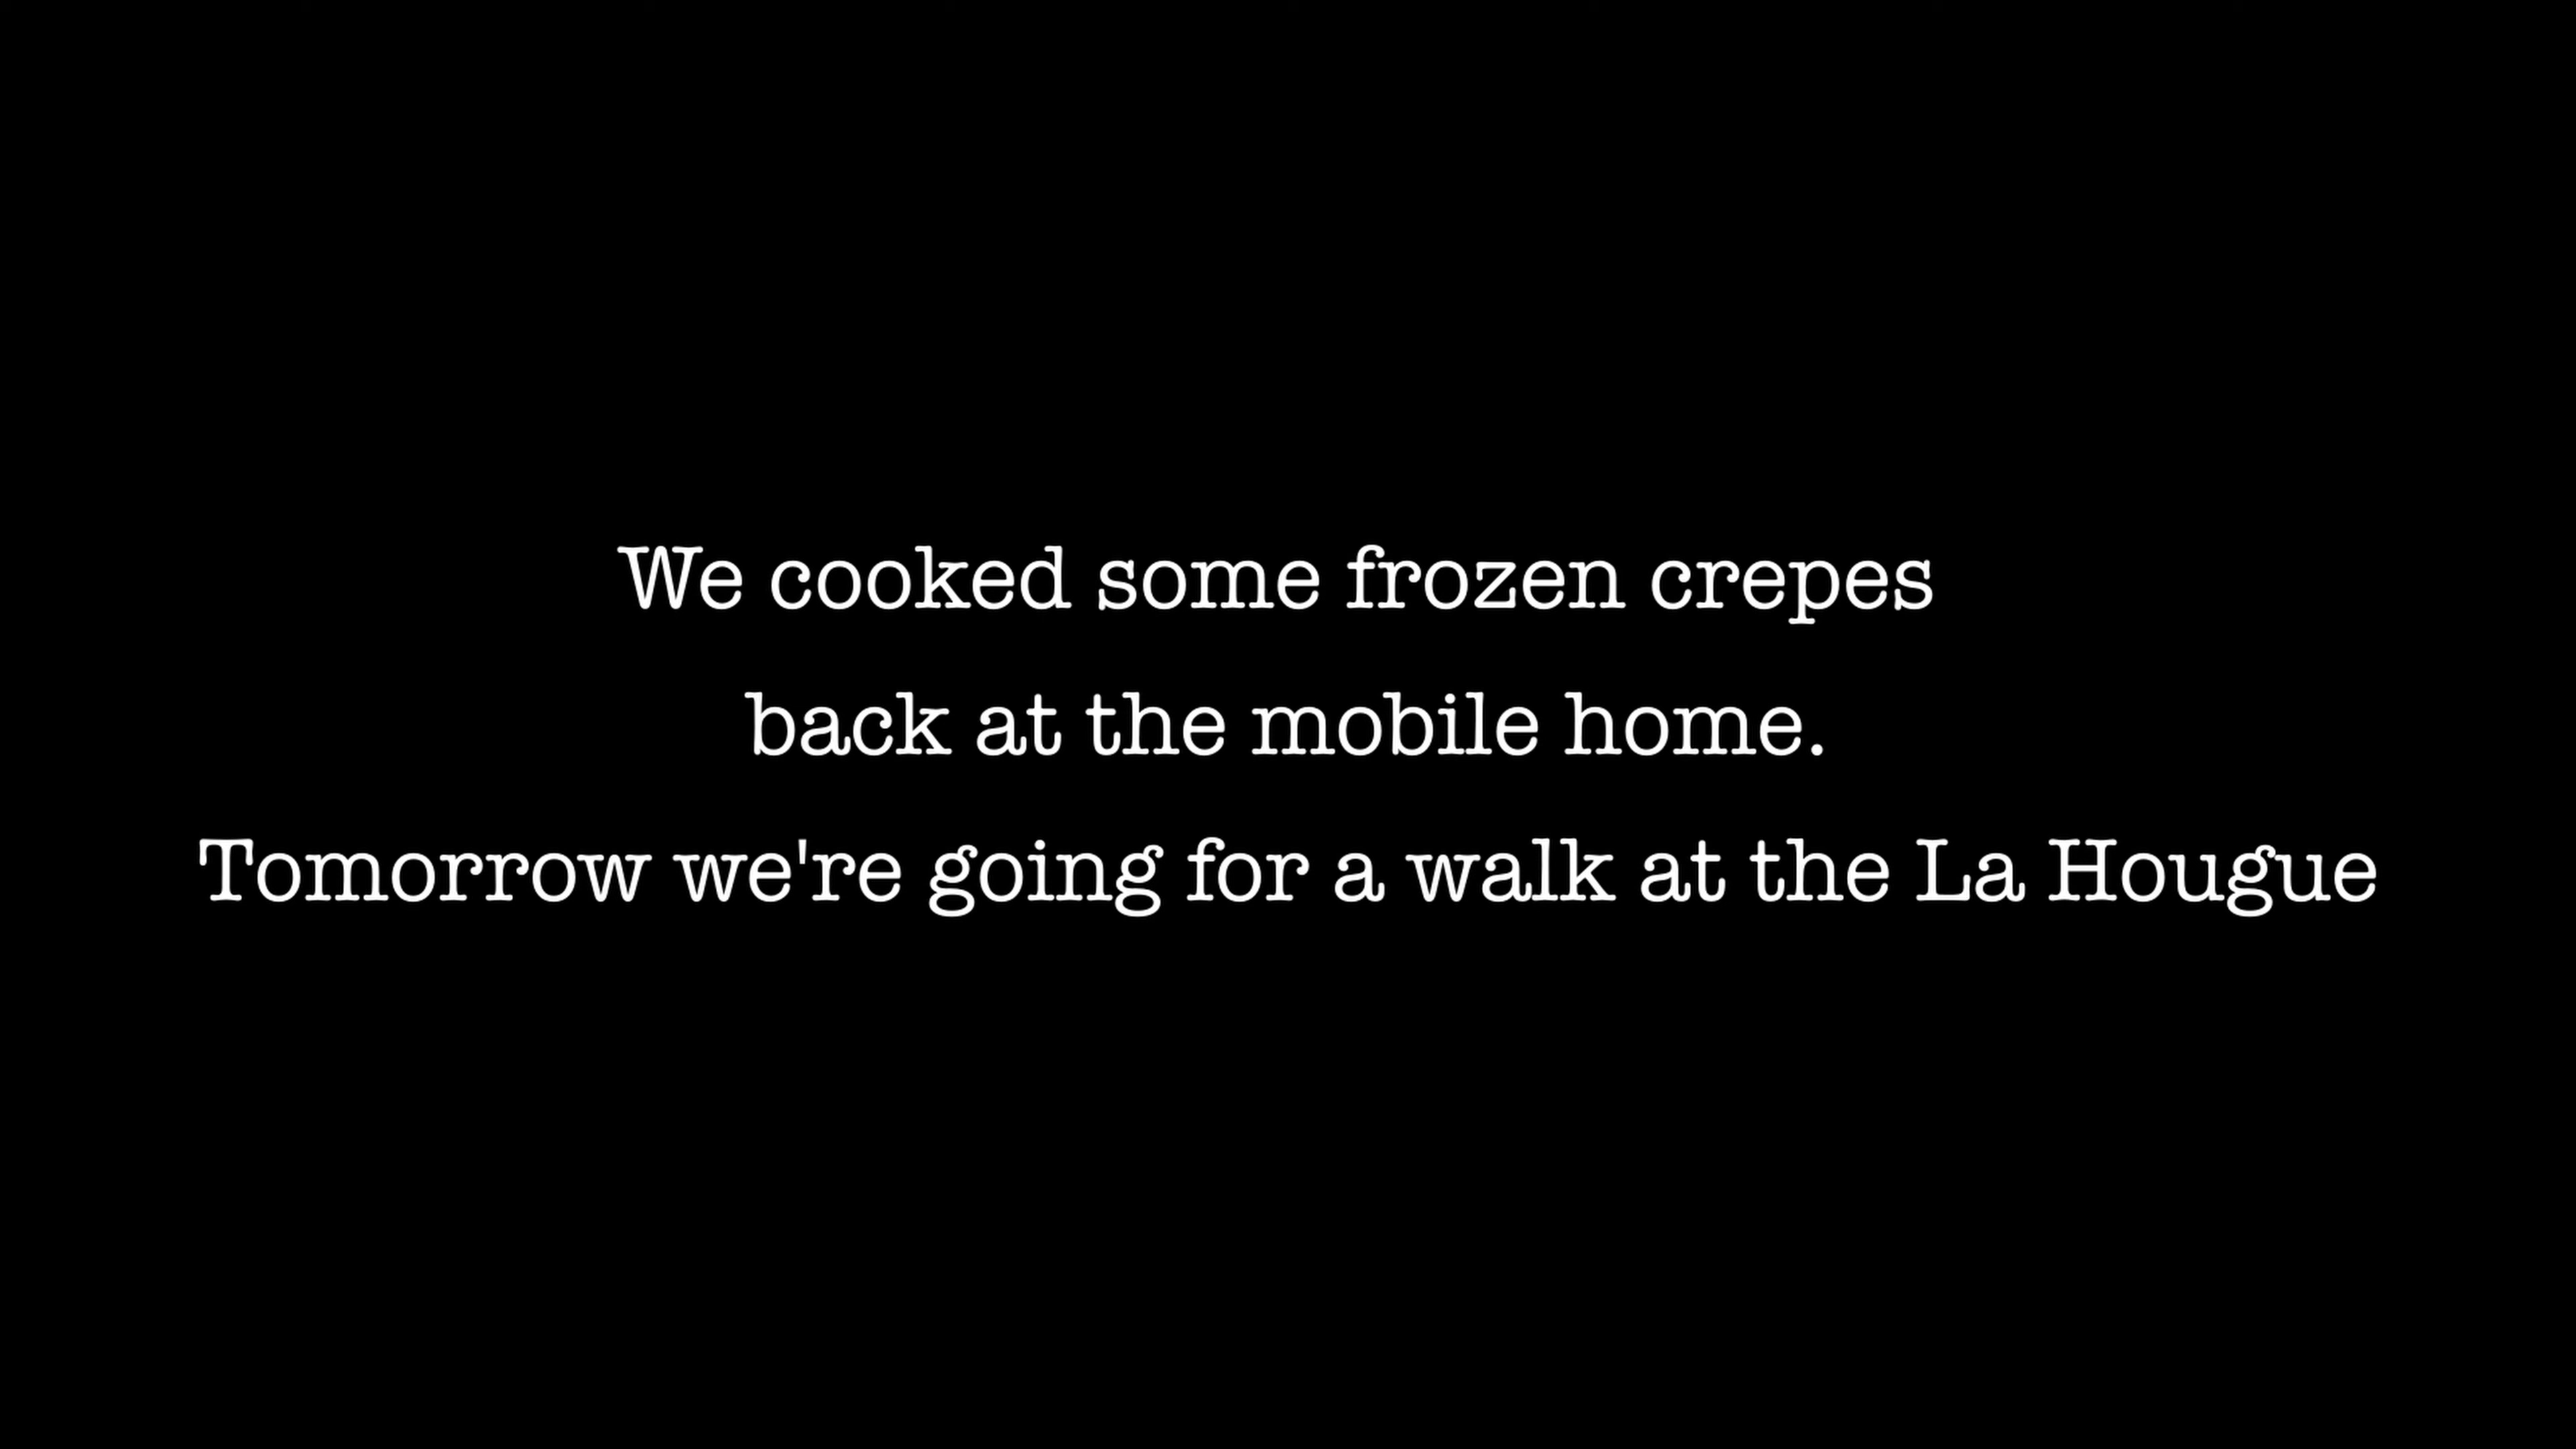 We cooked some frozen crepes
back at the mobile home.
Tomorrow we're going for a walk at the La Hougue